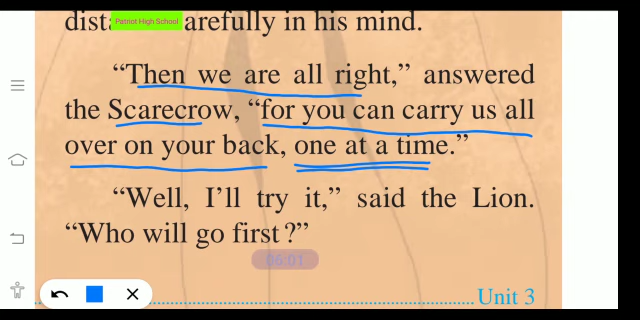 dist arefully in his mind.
Patriot High School
“Then we are all right,” answered
the Scarecrow, “for you can carry us all
over on your back, one at a time.”
“Well, I’ll try it,” said the Lion.
“Who will go first?”
06:01
Unit 3